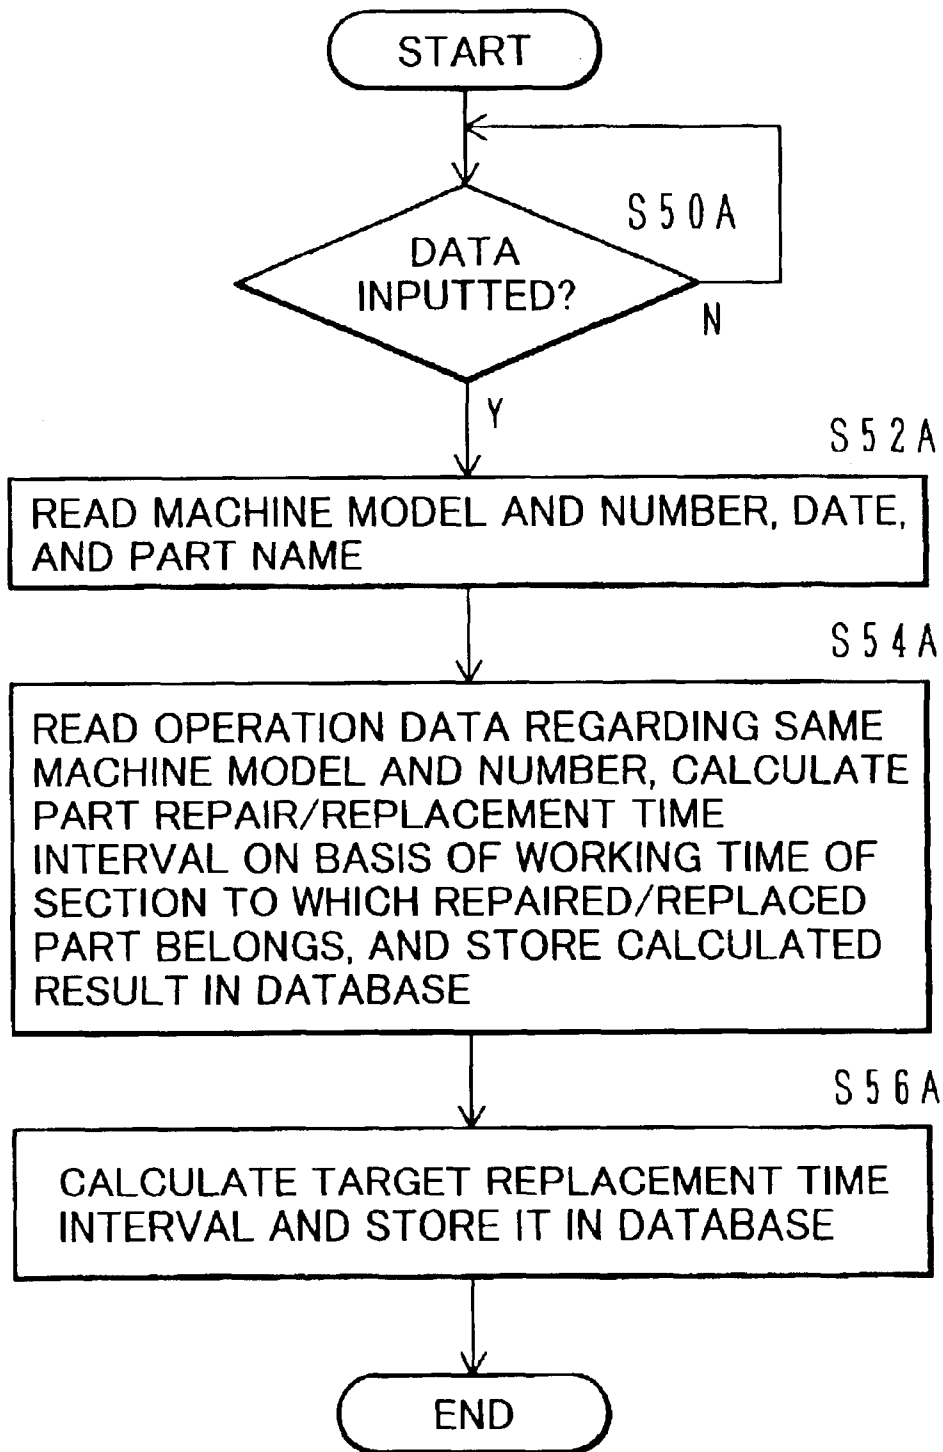 START
S50A
DATA
INPUTTED?
N
Y
S52A
READ MACHINE MODEL AND NUMBER, DATE,
AND PART NAME
S54A
READ OPERATION DATA REGARDING SAME
MACHINE MODEL AND NUMBER, CALCULATE
PART REPAIR/REPLACEMENT TIME
INTERVAL ON BASIS OF WORKING TIME OF
SECTION TO WHICH REPAIRED/REPLACED
PART BELONGS, AND STORE CALCULATED
RESULT IN DATABASE
S56A
CALCULATE TARGET REPLACEMENT TIME
INTERVAL AND STORE IT IN DATABASE
END